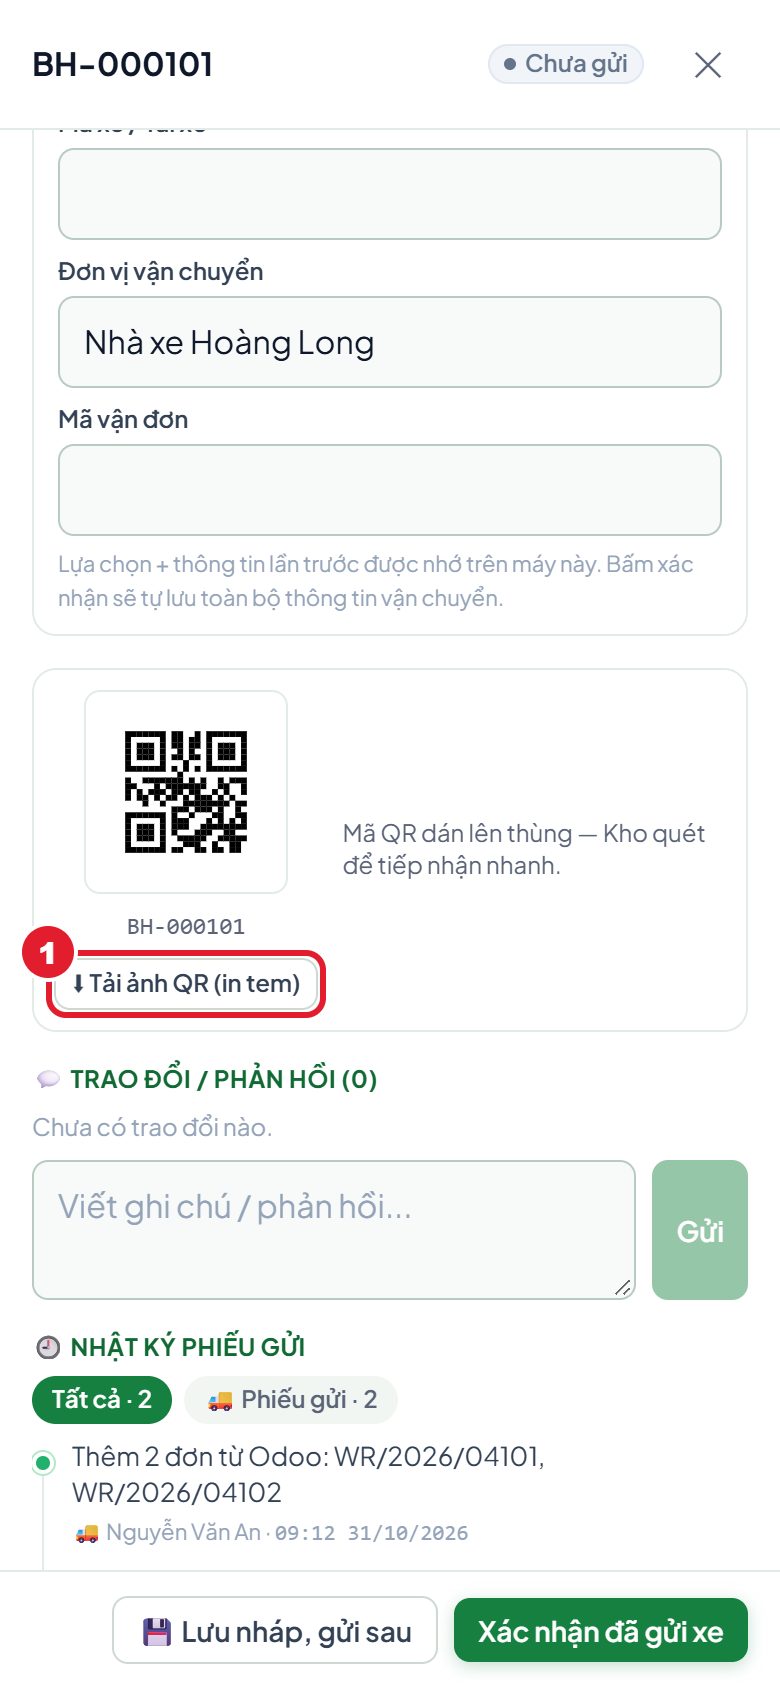 BH-000101
Chưa gửi
Đơn vị vận chuyển
Nhà xe Hoàng Long
Mã vận đơn
Lựa chọn + thông tin lần trước được nhớ trên máy này. Bấm xác
nhận sẽ tự lưu toàn bộ thông tin vận chuyển.
Mã QR dán lên thùng — Kho quét
để tiếp nhận nhanh.
BH-000101
1
⬇ Tải ảnh QR (in tem)
TRAO ĐỔI / PHẢN HỒI (0)
Chưa có trao đổi nào.
Viết ghi chú / phản hồi...
Gửi
NHẬT KÝ PHIẾU GỬI
Tất cả · 2
Phiếu gửi · 2
Thêm 2 đơn từ Odoo: WR/2026/04101,
WR/2026/04102
Nguyễn Văn An · 09:12 31/10/2026
Lưu nháp, gửi sau
Xác nhận đã gửi xe